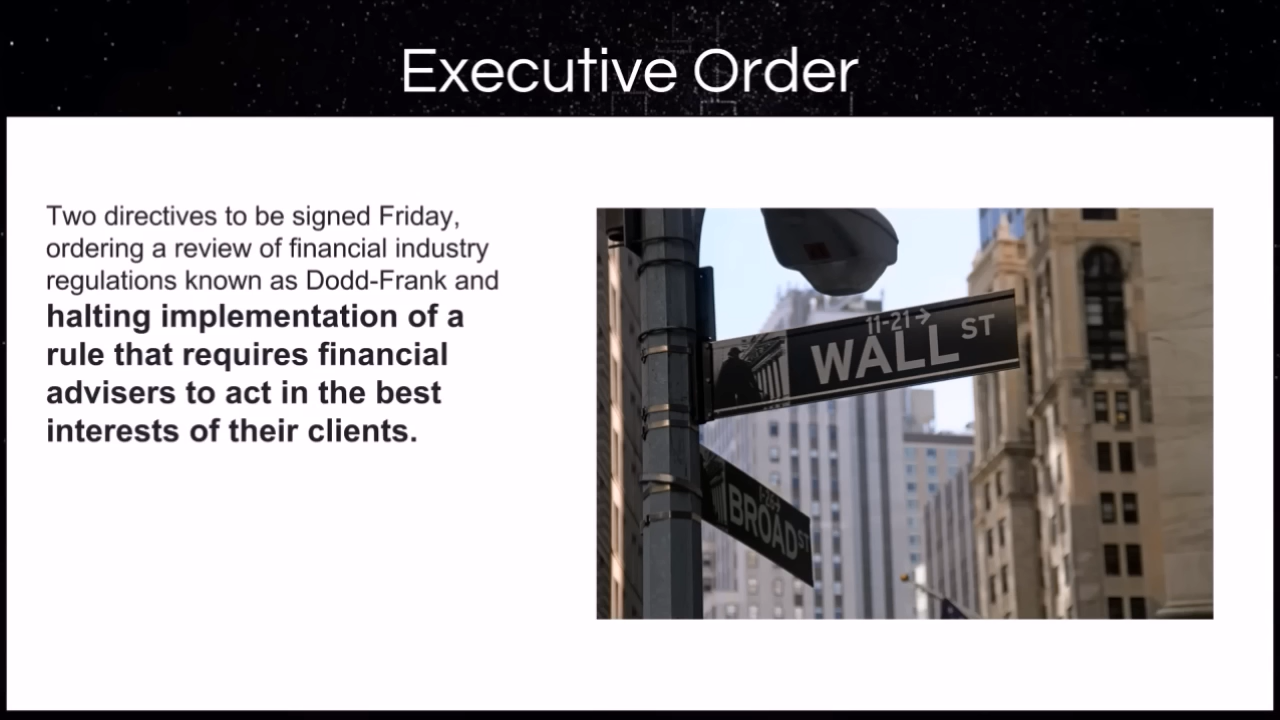 Executive Order
Two directives to be signed Friday,
ordering a review of financial industry
regulations known as Dodd-Frank and
halting implementation of a
rule that requires financial
advisers to act in the best
interests of their clients.
11-21→
WALL ST
BROAD ST